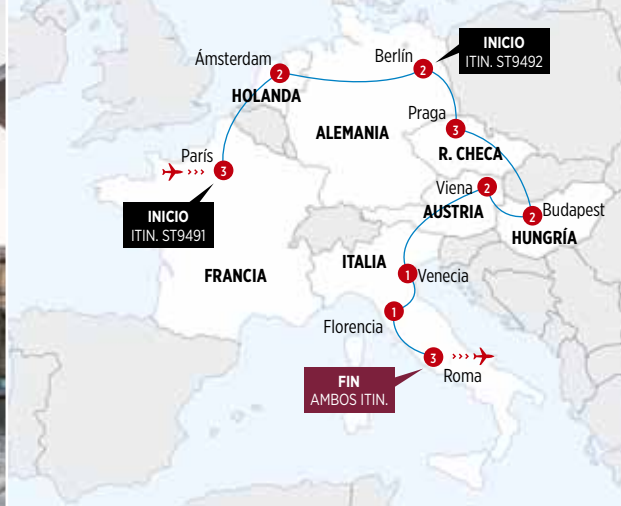 INICIO
ITIN. ST9492
Ámsterdam
2
HOLANDA
Berlín
2
Praga
3
ALEMANIA
R. CHECA
París
3
Viena
2
AUSTRIA
2
Budapest
HUNGRÍA
INICIO
ITIN. ST9491
FRANCIA
ITALIA
1
Venecia
1
Florencia
3
Roma
FIN
AMBOS ITIN.